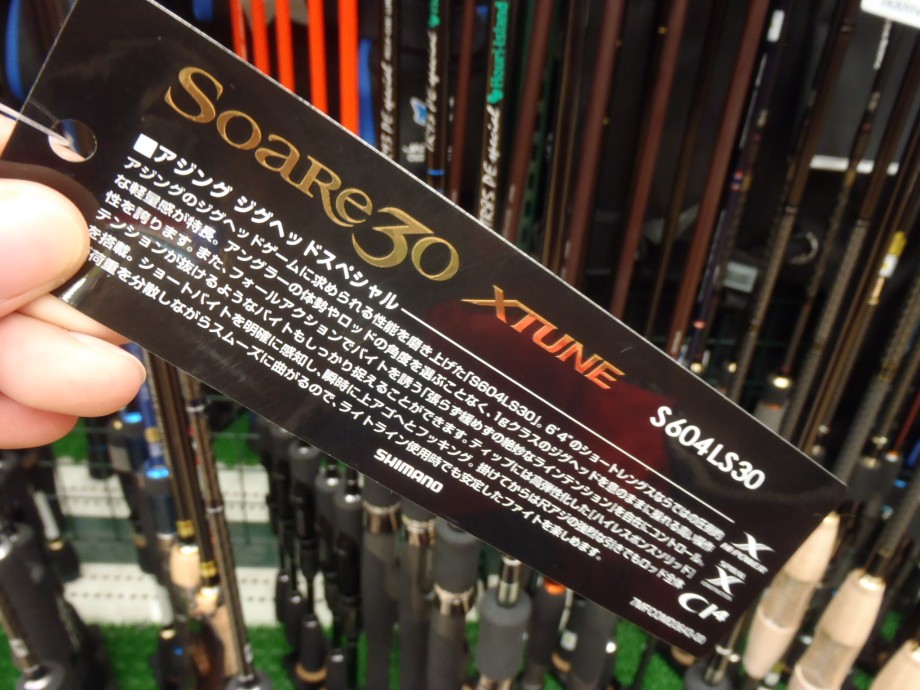 Soare30
XTUNE
S604LS30
■アジング ジグヘッドスペシャル
アジングのジグヘッドゲームに求められる性能を磨き上げた「S604LS30」。6'4"のショートレングスならではの
な軽量感が特長。アングラーの体勢やロッドの角度を選ぶことなく、1gクラスのジグヘッドを意のままに操れる
性を誇ります。また、フォールアクションでバイトを誘う「張らず緩めずの絶妙なラインテンション」を自在にコントロール。
テンションが抜けるようなバイトもしっかり捉えることができます。ティップには高弾性化した[ハイレスポンスソリッド]
を搭載。ショートバイトを明確に感知し、瞬時に上アゴへとフッキング。掛けてからは尺アジの強烈な引きでもロッド全体
荷重を分散しながらスムーズに曲がるので、ライトライン使用時でも安定したファイトを楽しめます。
SHIMANO
X
X
CI4
PE special